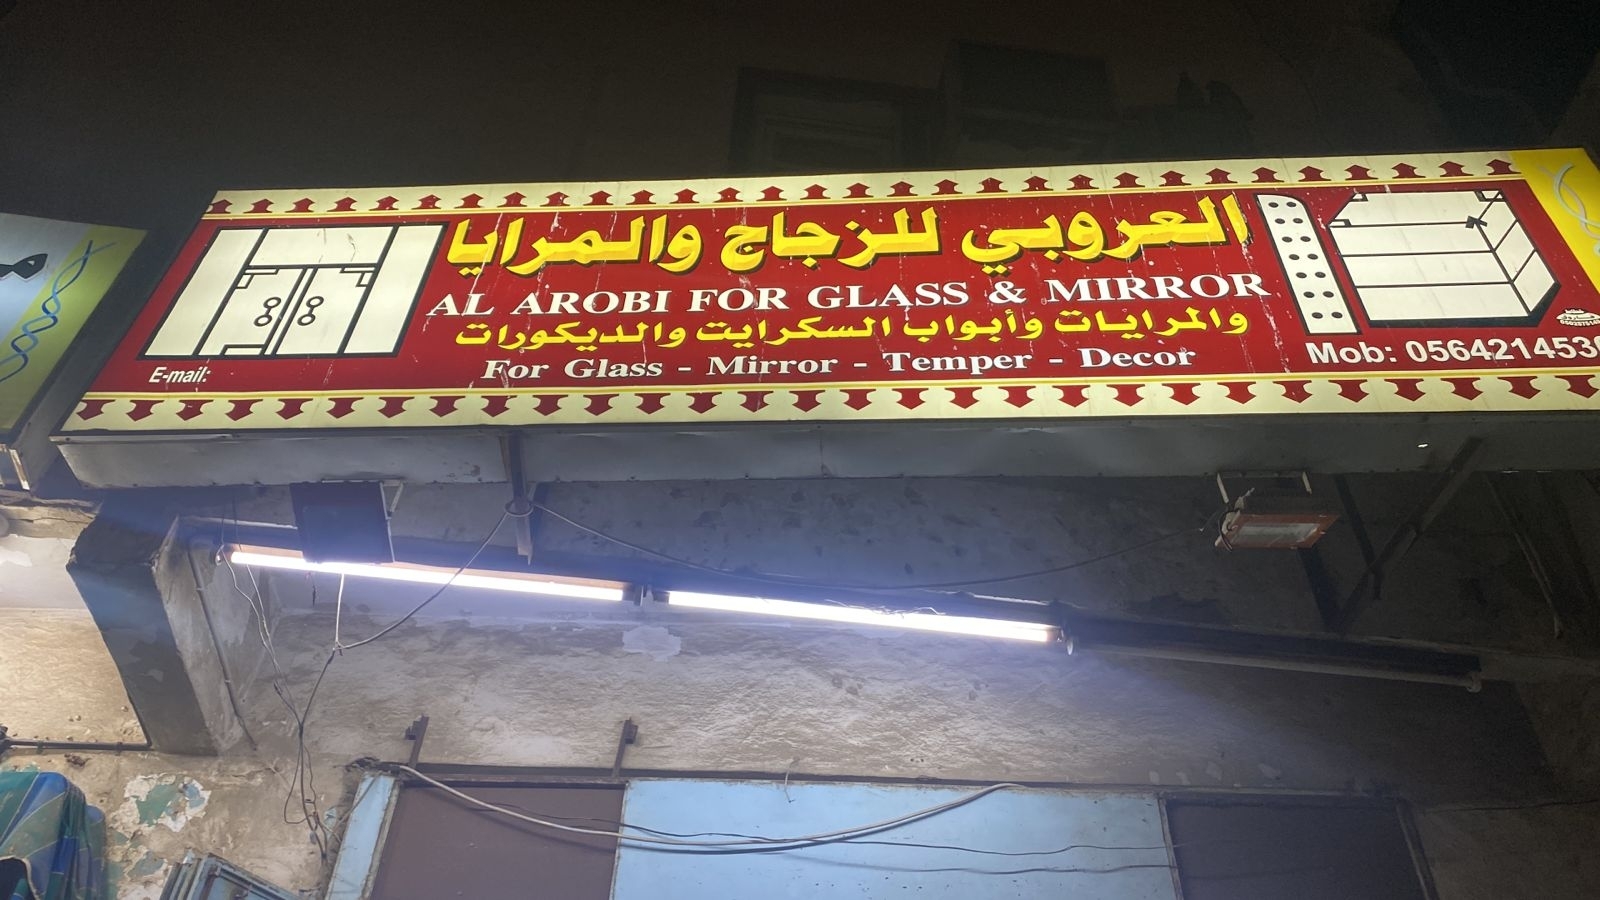 العروبي للزجاج والمرايا
AL AROBI FOR GLASS & MIRROR
والمرايات وأبواب السكرايت والديكورات
For Glass - Mirror - Temper - Decor
E-mail:
Mob: 0564214530